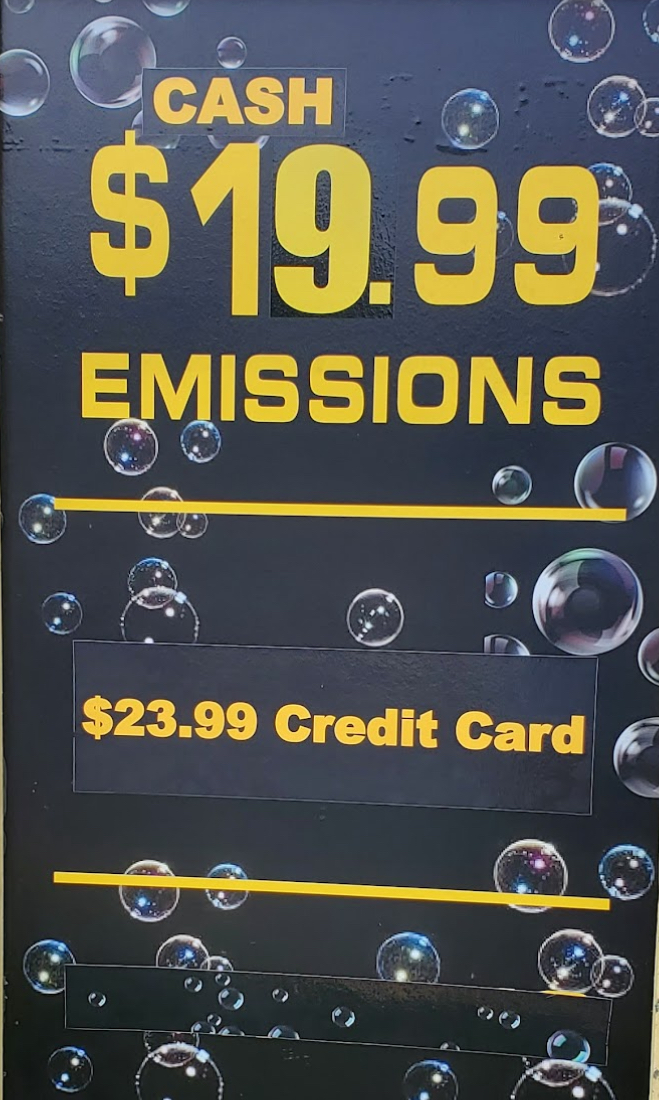 CASH
$19.99
EMISSIONS
$23.99 Credit Card